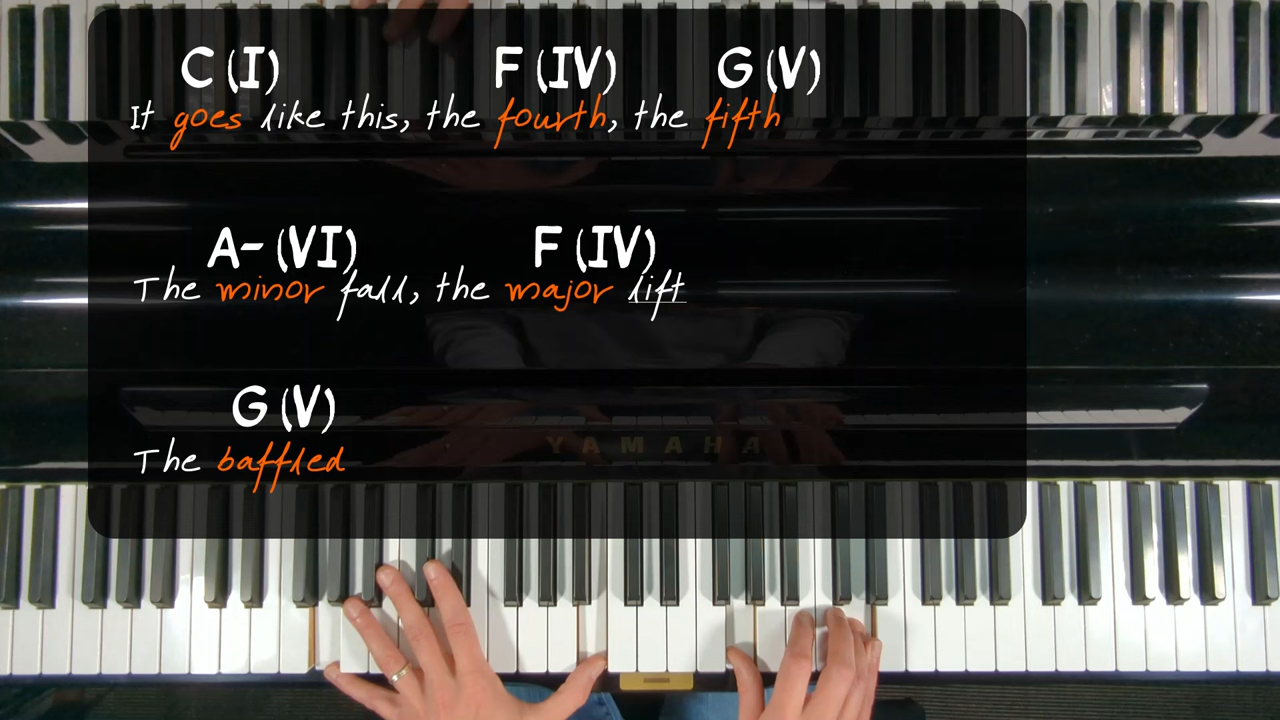 C (I) F (IV) G (V)
It goes like this, the fourth, the fifth
A- (VI) F (IV)
The minor fall, the major lift
G (V)
The baffled
YAMAHA